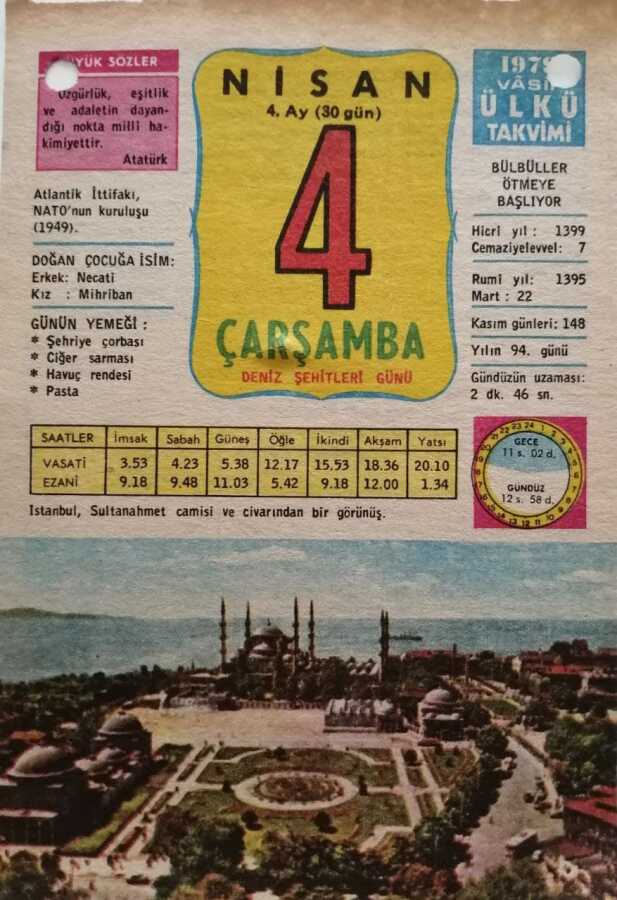 BÜYÜK SÖZLER
Özgürlük, eşitlik
ve adaletin dayan-
dığı nokta milli ha-
kimiyettir.
Atatürk
Atlantik İttifakı,
NATO'nun kuruluşu
(1949).
DOĞAN ÇOCUĞA İSİM:
Erkek: Necati
Kız : Mihriban
GÜNÜN YEMEĞİ :
* Şehriye çorbası
* Ciğer sarması
* Havuç rendesi
* Pasta
NİSAN
4. Ay (30 gün)
4
ÇARŞAMBA
DENİZ ŞEHİTLERİ GÜNÜ
1979
VÂSIF
ÜLKÜ
TAKVİMİ
BÜLBÜLLER
ÖTMEYE
BAŞLIYOR
Hicrî yıl : 1399
Cemaziyelevvel: 7
Rumî yıl: 1395
Mart : 22
Kasım günleri: 148
Yılın 94. günü
Gündüzün uzaması:
2 dk. 46 sn.
SAATLER İmsak Sabah Güneş Öğle İkindi Akşam Yatsı
VASATİ 3.53 4.23 5.38 12.17 15.53 18.36 20.10
EZANİ 9.18 9.48 11.03 5.42 9.18 12.00 1.34
GECE
11 s. 02 d.
GÜNDÜZ
12 s. 58 d.
İstanbul, Sultanahmet camisi ve civarından bir görünüş.